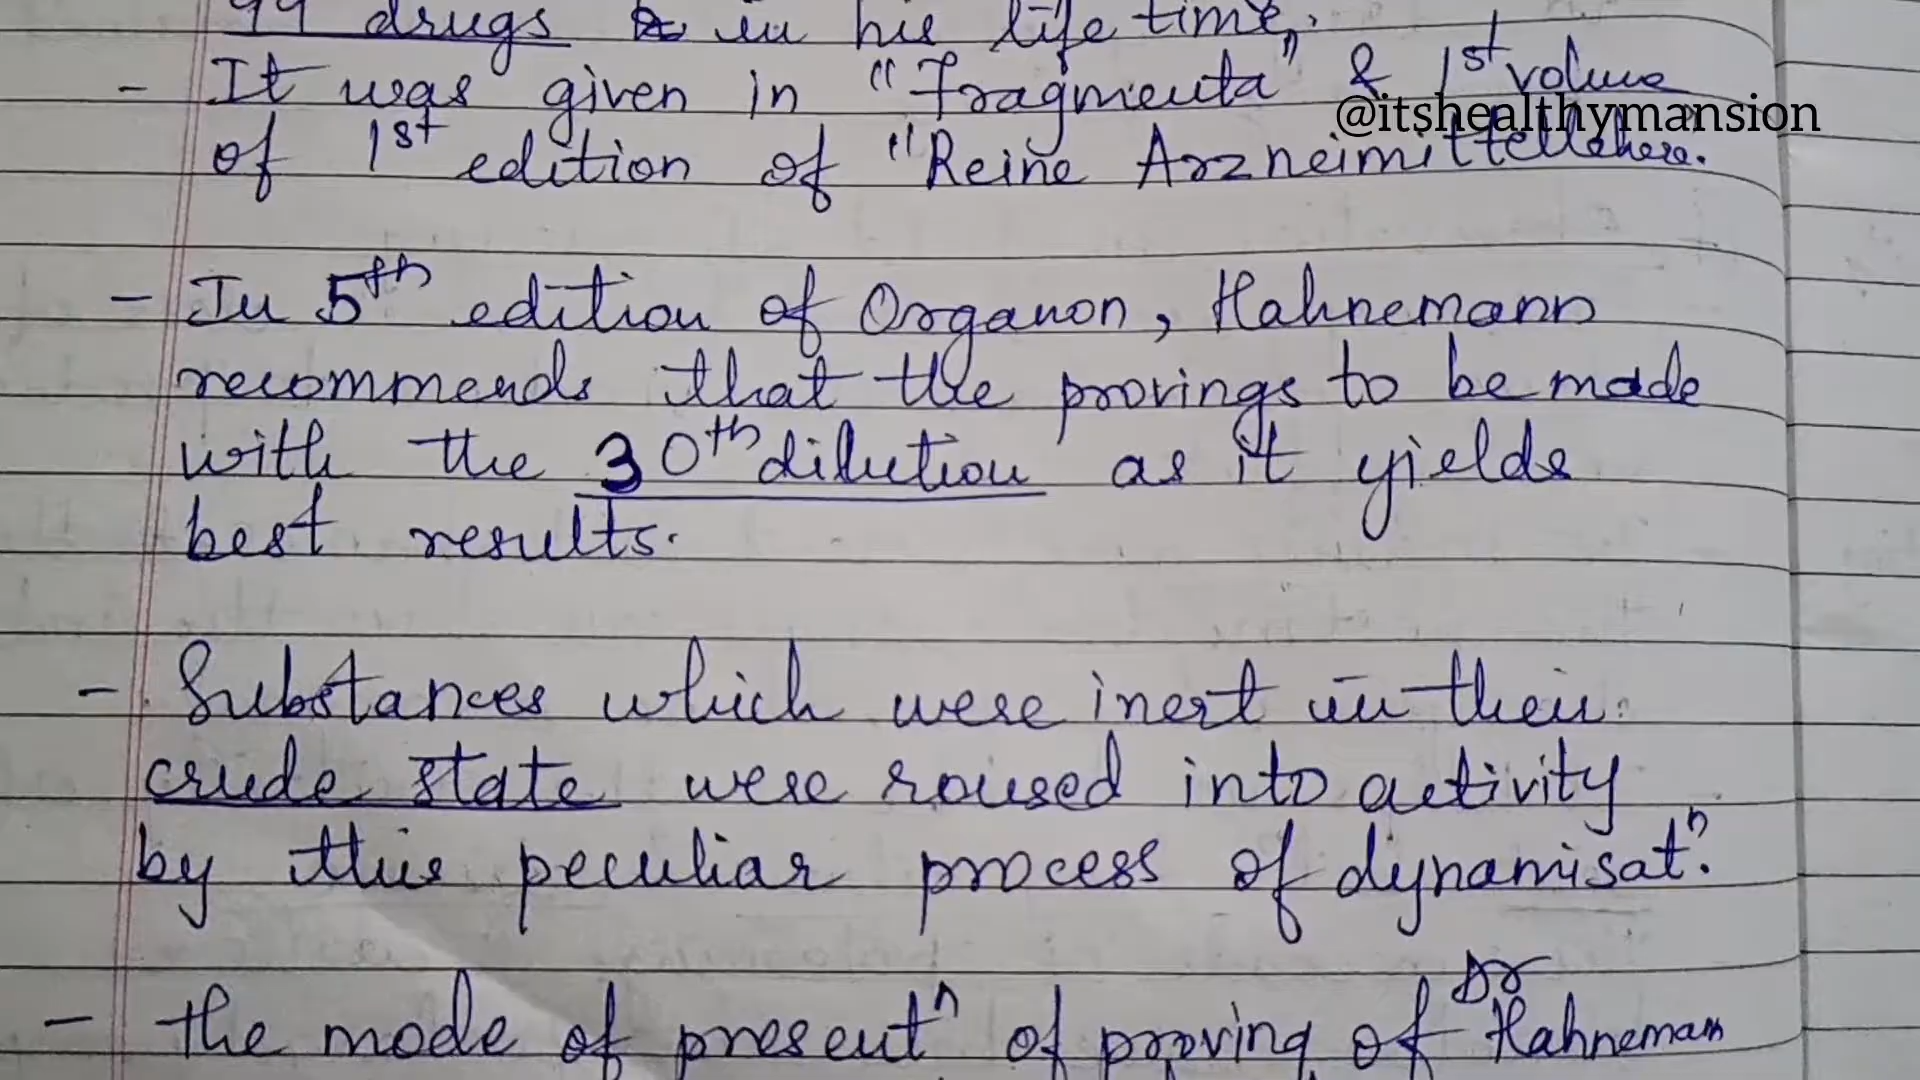 99 drugs in his life time.
- It was given in "Fragmenta" & 1st volume
@itshealthymansion
of 1st edition of "Reine Arzneimittellehere.
- In 5th edition of Organon, Hahnemann
recommends that the provings to be made
with the 30th dilution as it yields
best results.
- Substances which were inert in their
crude state were roused into activity
by this peculiar process of dynamisatn.
- the mode of presentn of proving of Dr Hahnemann